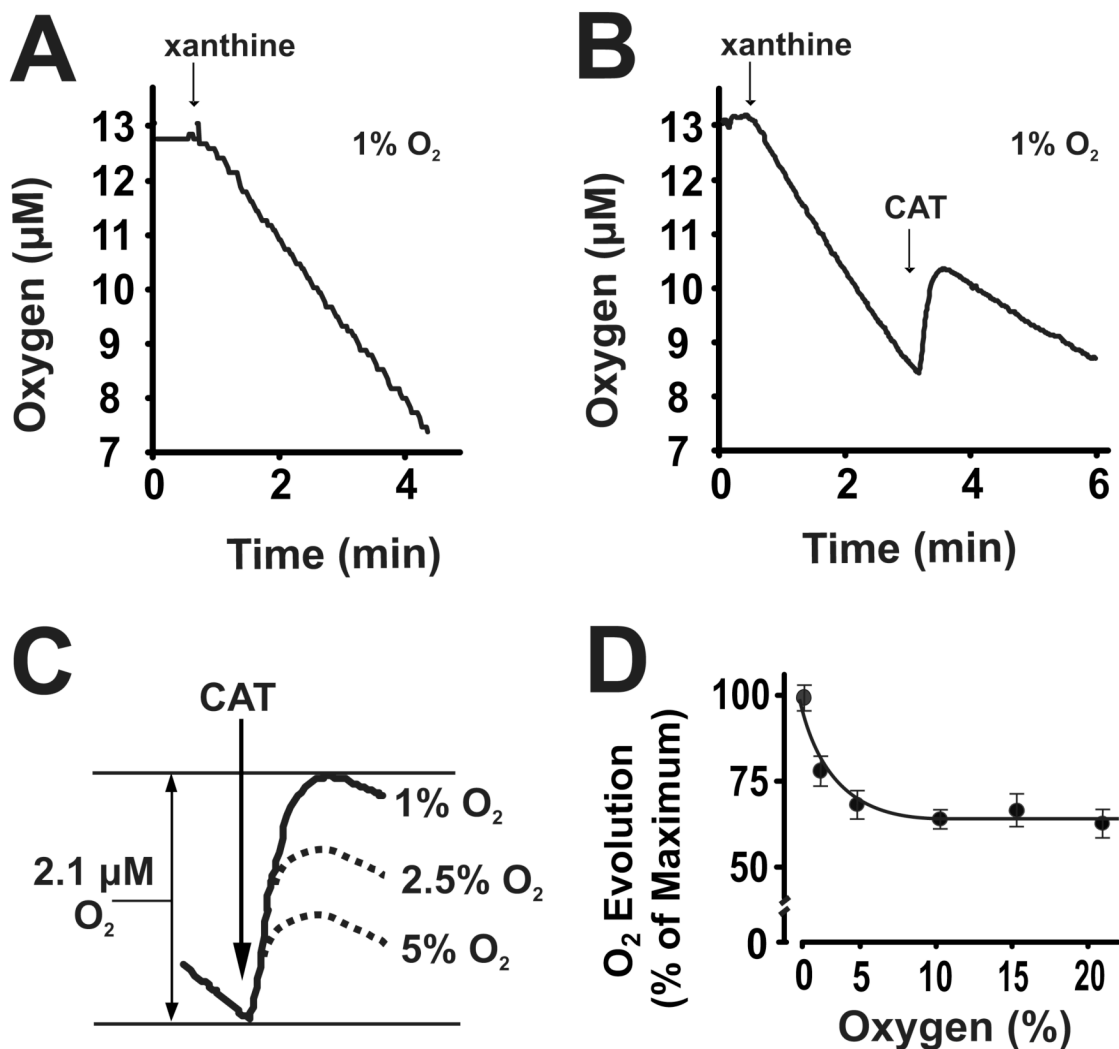 A
xanthine
1% O₂
13
12
11
10
9
8
7
0
2
4
Oxygen (µM)
Time (min)
B
xanthine
1% O₂
CAT
13
12
11
10
9
8
7
0
2
4
6
Oxygen (µM)
Time (min)
C
CAT
2.1 µM
O₂
1% O₂
2.5% O₂
5% O₂
D
100
75
50
0
0
5
10
15
20
O₂ Evolution
(% of Maximum)
Oxygen (%)